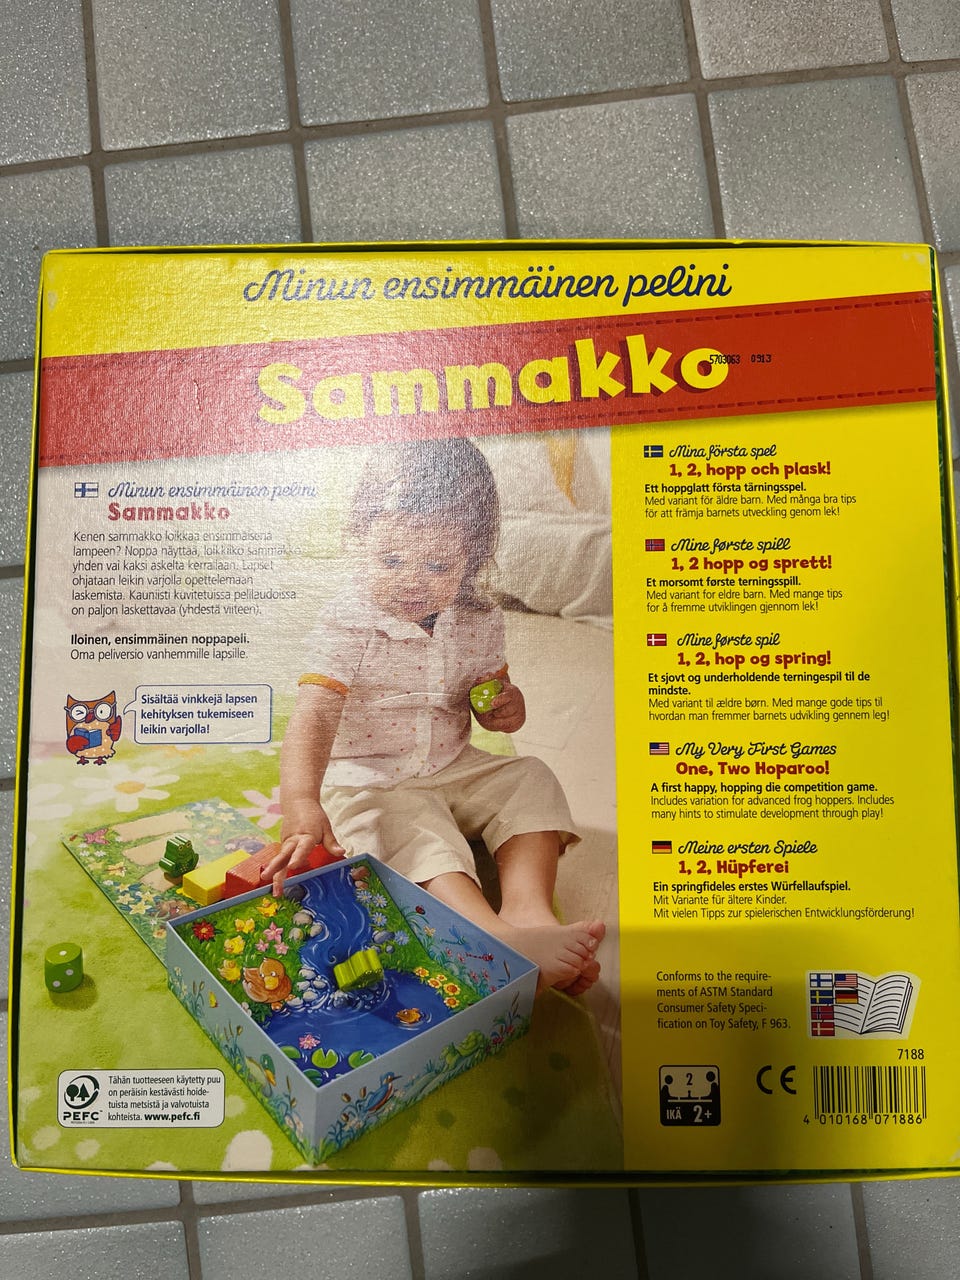 Minun ensimmäinen pelini
Sammakko
5703063 0913
Minun ensimmäinen pelini
Sammakko
Kenen sammakko loikkaa ensimmäisenä
lampeen? Noppa näyttää, loikkiiko sammakko
yhden vai kaksi askelta kerrallaan. Lapset
ohjataan leikin varjolla opettelemaan
laskemista. Kauniisti kuvitetuissa pelilaudoissa
on paljon laskettavaa (yhdestä viiteen).
Iloinen, ensimmäinen noppapeli.
Oma peliversio vanhemmille lapsille.
Sisältää vinkkejä lapsen
kehityksen tukemiseen
leikin varjolla!
Mina första spel
1, 2, hopp och plask!
Ett hoppglatt första tärningsspel.
Med variant för äldre barn. Med många bra tips
för att främja barnets utveckling genom lek!
Mine første spill
1, 2 hopp og sprett!
Et morsomt første terningsspill.
Med variant for eldre barn. Med mange tips
for å fremme utviklingen gjennom lek!
Mine første spil
1, 2, hop og spring!
Et sjovt og underholdende terningespil til de
mindste.
Med variant til ældre børn. Med mange gode tips til
hvordan man fremmer barnets udvikling gennem leg!
My Very First Games
One, Two Hoparoo!
A first happy, hopping die competition game.
Includes variation for advanced frog hoppers. Includes
many hints to stimulate development through play!
Meine ersten Spiele
1, 2, Hüpferei
Ein springfideles erstes Würfellaufspiel.
Mit Variante für ältere Kinder.
Mit vielen Tipps zur spielerischen Entwicklungsförderung!
Conforms to the require-
ments of ASTM Standard
Consumer Safety Speci-
fication on Toy Safety, F 963.
7188
2
IKÄ 2+
CE
4 010168 071886
PEFC
Tähän tuotteeseen käytetty puu
on peräisin kestävästi hoide-
tuista metsistä ja valvotuista
kohteista. www.pefc.fi